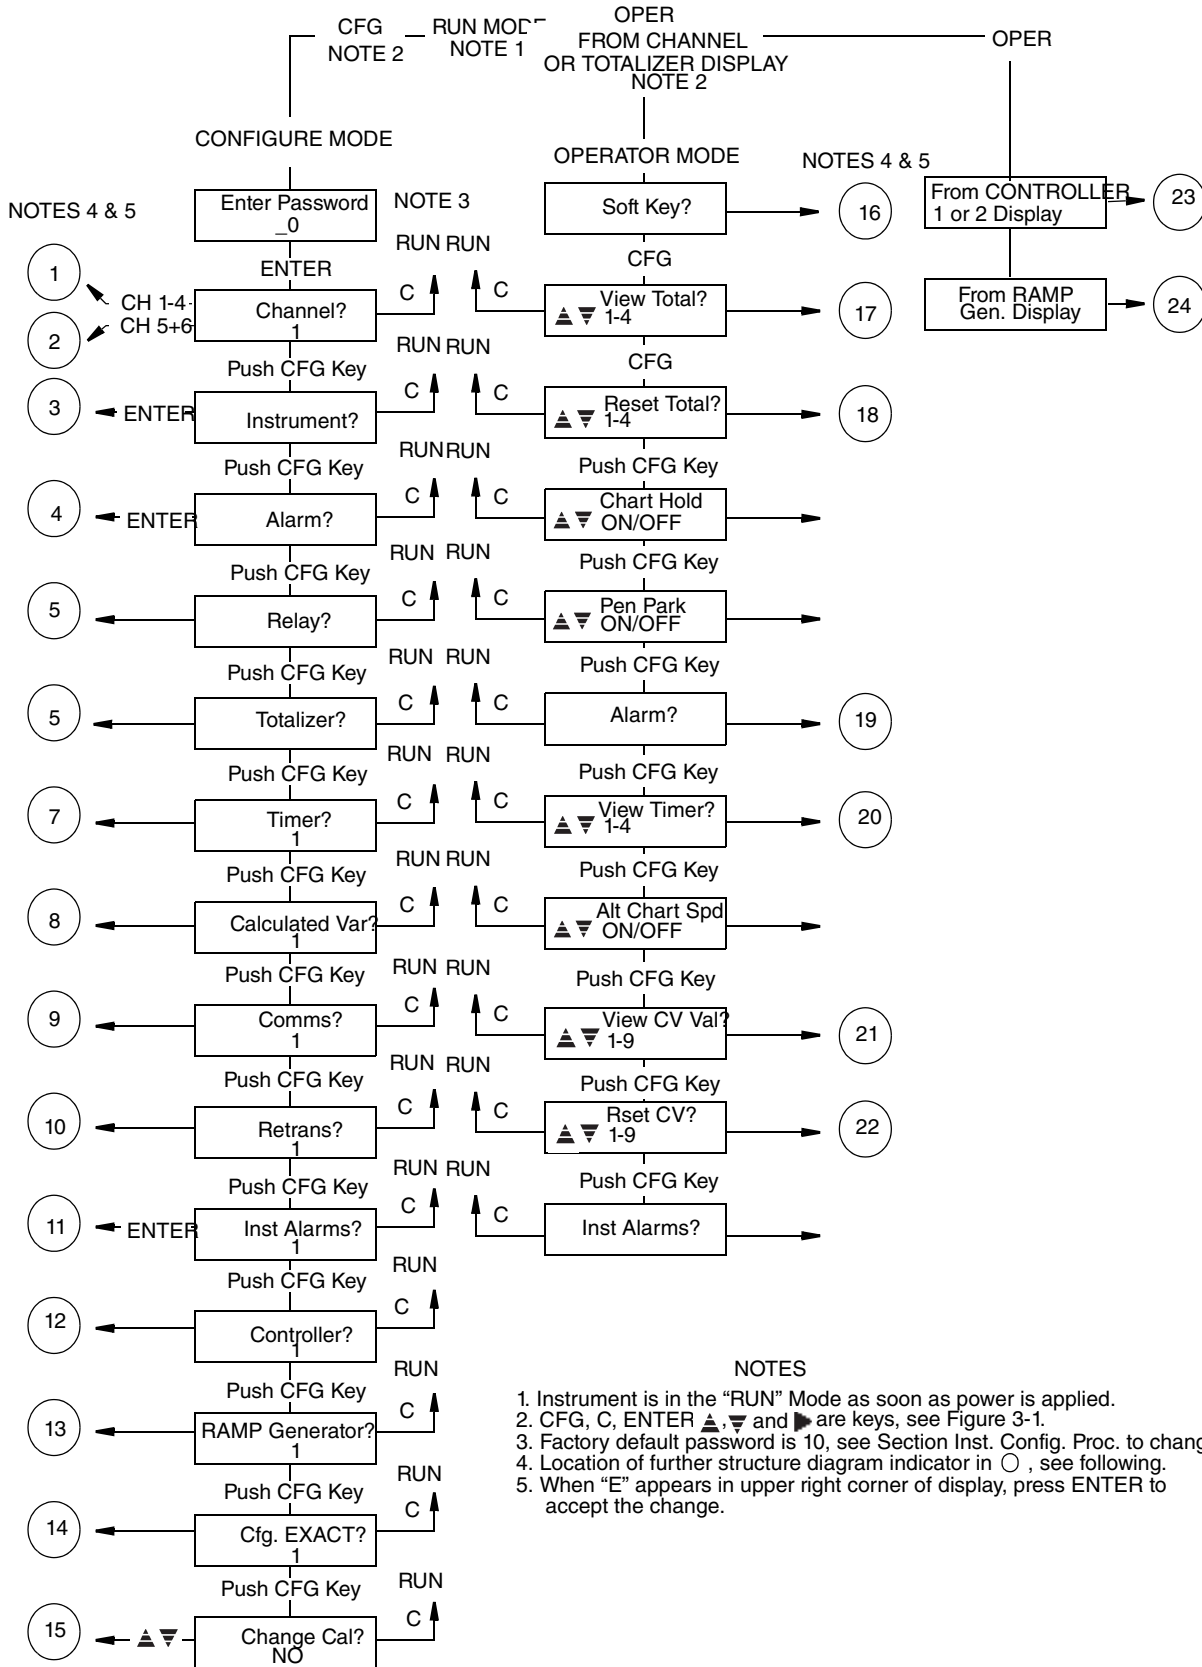 CFG
NOTE 2
RUN MODE
NOTE 1
OPER
FROM CHANNEL
OR TOTALIZER DISPLAY
NOTE 2
OPER
CONFIGURE MODE
OPERATOR MODE
NOTES 4 & 5
NOTES 4 & 5
Enter Password
_0
NOTE 3
Soft Key?
16
From CONTROLLER
1 or 2 Display
23
ENTER
RUN
RUN
CFG
1
CH 1-4
CH 5+6
2
Channel?
1
C
C
View Total?
1-4
17
From RAMP
Gen. Display
24
Push CFG Key
RUN
RUN
CFG
3
ENTER
Instrument?
C
C
Reset Total?
1-4
18
Push CFG Key
RUN
RUN
Push CFG Key
4
ENTER
Alarm?
C
C
Chart Hold
ON/OFF
Push CFG Key
RUN
RUN
Push CFG Key
5
Relay?
C
C
Pen Park
ON/OFF
Push CFG Key
RUN
RUN
Push CFG Key
5
Totalizer?
C
C
Alarm?
19
Push CFG Key
RUN
RUN
Push CFG Key
7
Timer?
1
C
C
View Timer?
1-4
20
Push CFG Key
RUN
RUN
Push CFG Key
8
Calculated Var?
1
C
C
Alt Chart Spd
ON/OFF
Push CFG Key
RUN
RUN
Push CFG Key
9
Comms?
1
C
C
View CV Val?
1-9
21
Push CFG Key
RUN
RUN
Push CFG Key
10
Retrans?
1
C
C
Rset CV?
1-9
22
Push CFG Key
RUN
RUN
Push CFG Key
11
ENTER
Inst Alarms?
1
C
C
Inst Alarms?
Push CFG Key
RUN
12
Controller?
1
C
Push CFG Key
RUN
13
RAMP Generator?
1
C
Push CFG Key
RUN
14
Cfg. EXACT?
1
C
Push CFG Key
RUN
15
Change Cal?
NO
C
NOTES
1. Instrument is in the “RUN” Mode as soon as power is applied.
2. CFG, C, ENTER ▲, ▼ and ▶ are keys, see Figure 3-1.
3. Factory default password is 10, see Section Inst. Config. Proc. to chang
4. Location of further structure diagram indicator in ○ , see following.
5. When “E” appears in upper right corner of display, press ENTER to
accept the change.